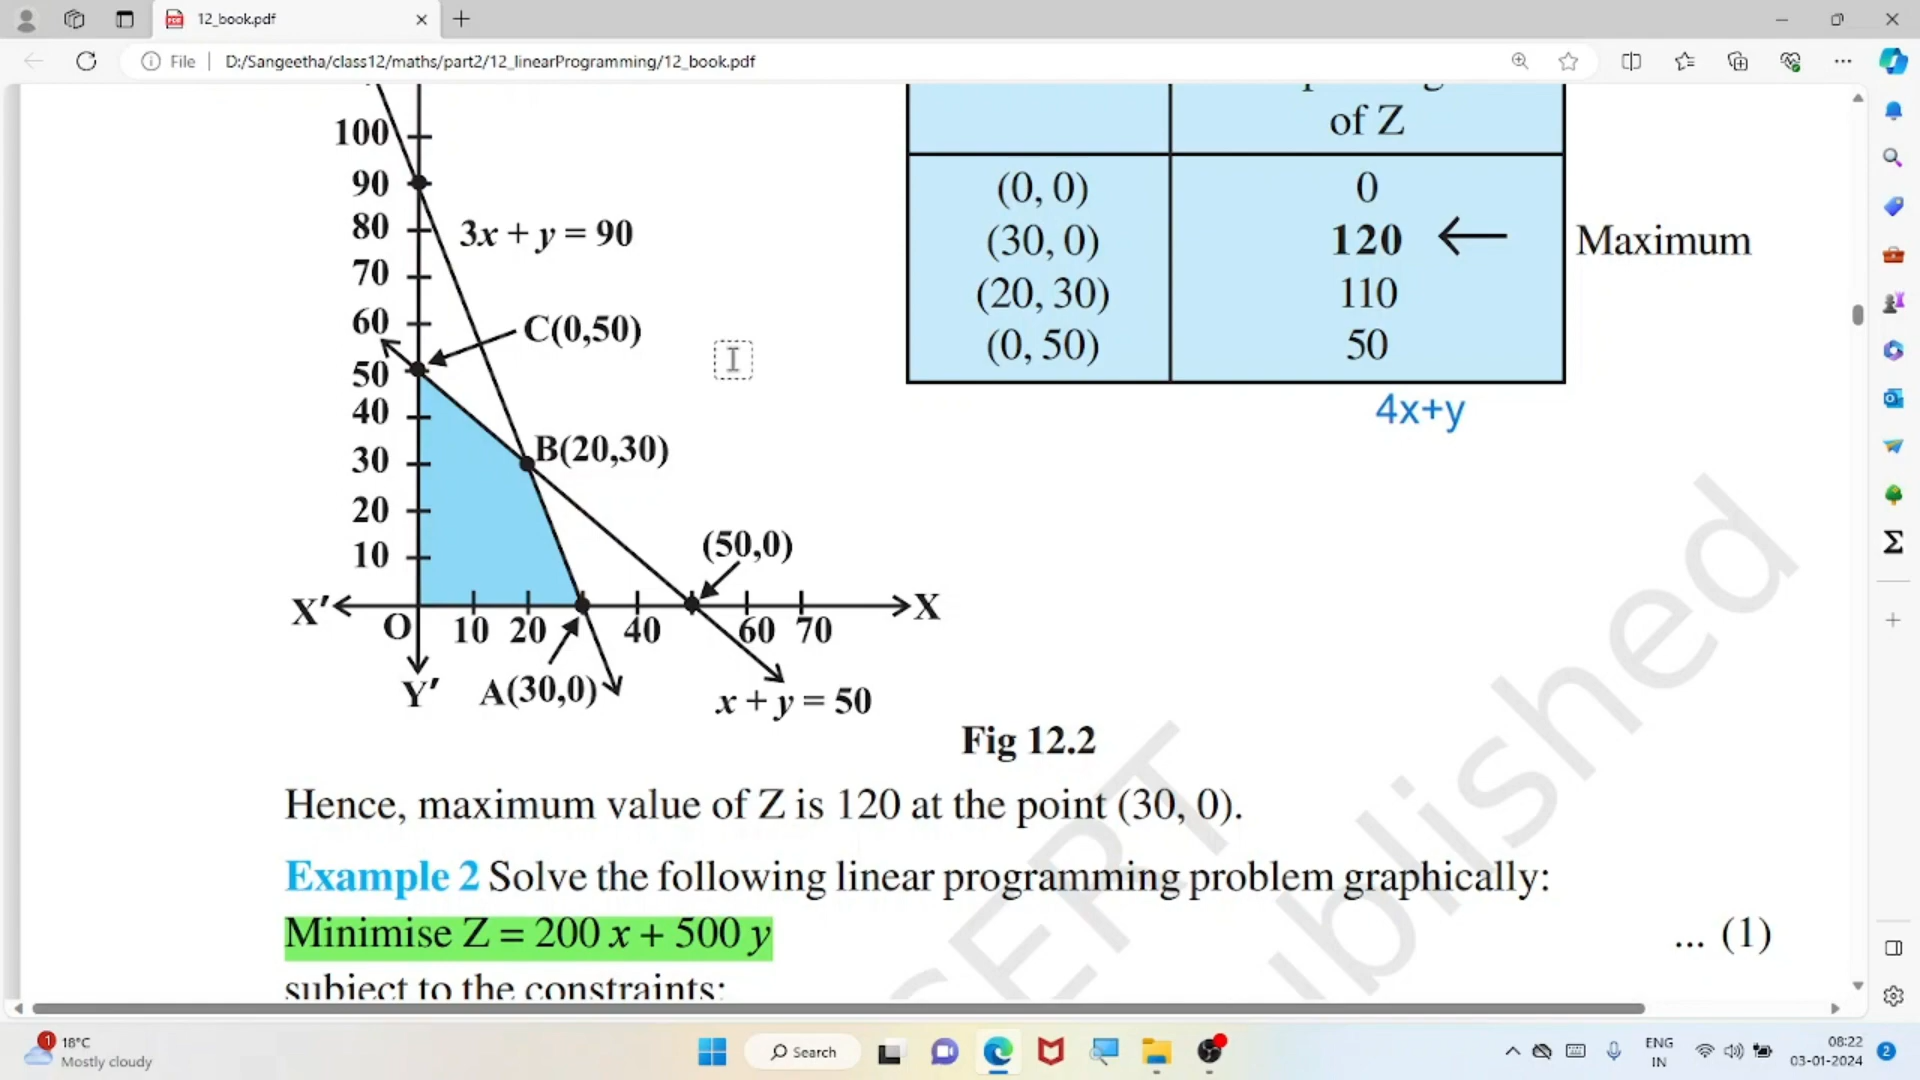 12_book.pdf
File
D:/Sangeetha/class12/maths/part2/12_linearProgramming/12_book.pdf
of Z
(0, 0) 0
(30, 0) 120 ← Maximum
(20, 30) 110
(0, 50) 50
4x+y
100
90
80
70
60
50
40
30
20
10
3x + y = 90
C(0,50)
B(20,30)
(50,0)
X′
O
10 20 40 60 70
X
Y′
A(30,0)
x + y = 50
Fig 12.2
Hence, maximum value of Z is 120 at the point (30, 0).
Example 2 Solve the following linear programming problem graphically:
Minimise Z = 200 x + 500 y ... (1)
subject to the constraints:
1
18°C
Mostly cloudy
Search
ENG
IN
08:22
03-01-2024
2